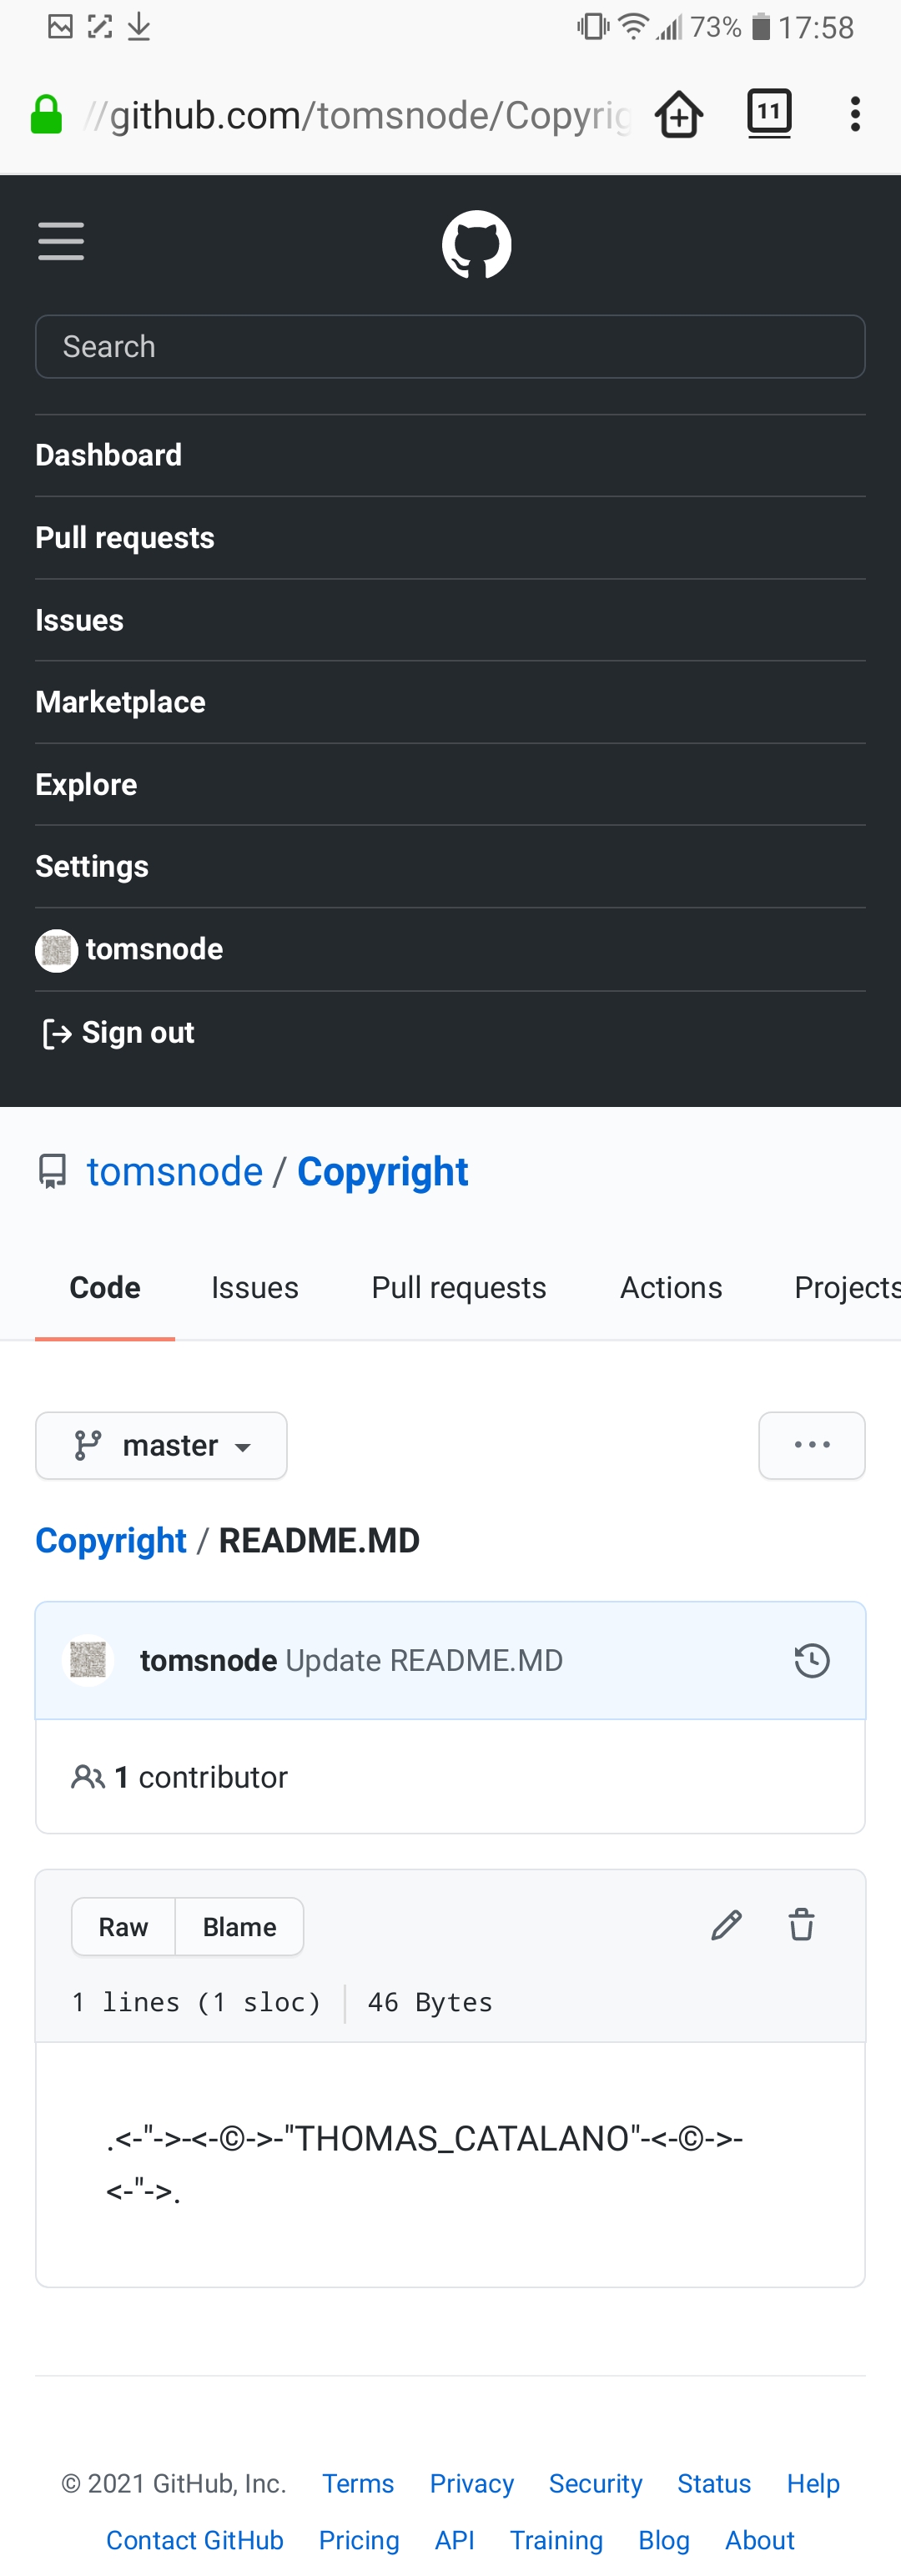 73% 17:58
//github.com/tomsnode/Copyrig
11
Search
Dashboard
Pull requests
Issues
Marketplace
Explore
Settings
tomsnode
Sign out
tomsnode / Copyright
Code Issues Pull requests Actions Projects
master
Copyright / README.MD
tomsnode Update README.MD
1 contributor
Raw Blame
1 lines (1 sloc) 46 Bytes
.<-"->-<-©->-"THOMAS_CATALANO"-<-©->-
<-"->.
© 2021 GitHub, Inc. Terms Privacy Security Status Help
Contact GitHub Pricing API Training Blog About